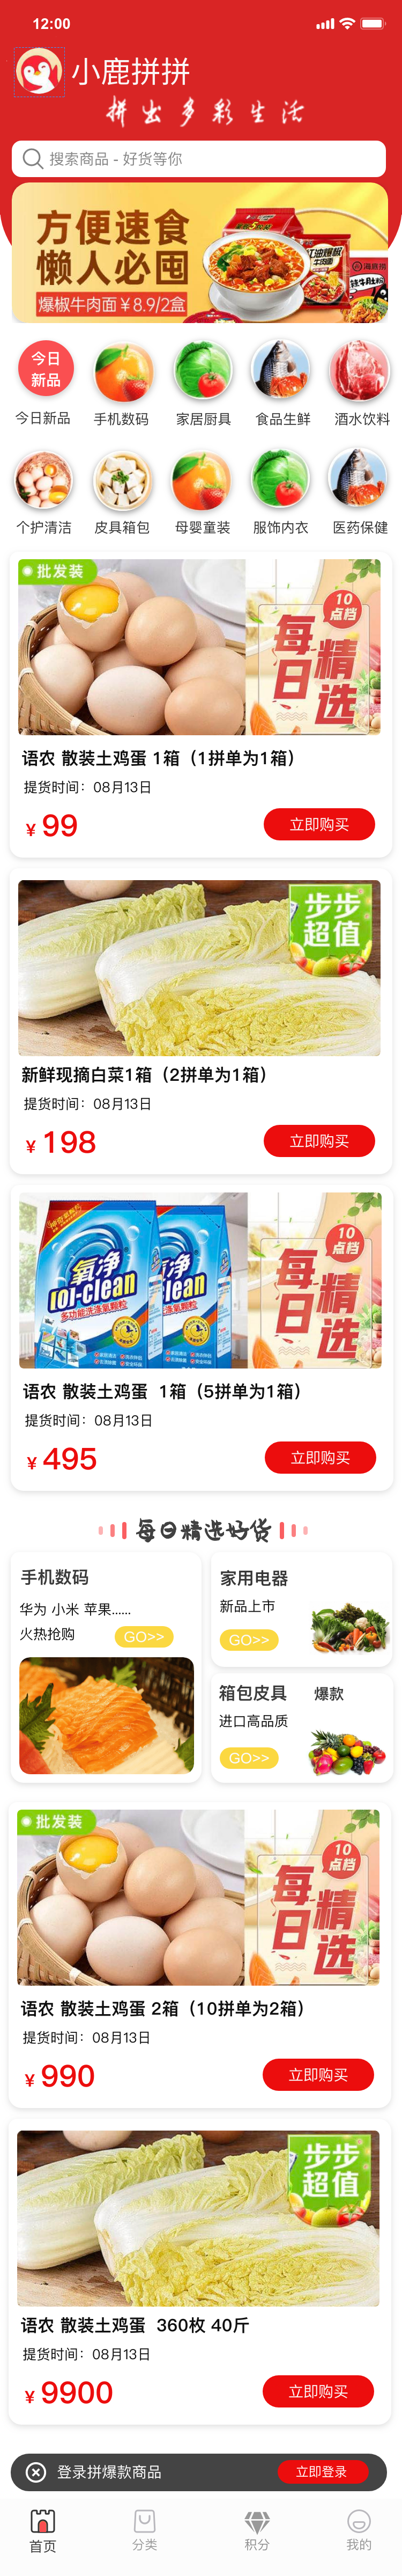 12:00
小鹿拼拼
拼出多彩生活
搜索商品 - 好货等你
方便速食
懒人必囤
爆椒牛肉面￥8.9/2盒
今日
新品
今日新品
手机数码
家居厨具
食品生鲜
酒水饮料
个护清洁
皮具箱包
母婴童装
服饰内衣
医药保健
批发装
10
点档
每日
精选
语农 散装土鸡蛋 1箱（1拼单为1箱）
提货时间：08月13日
¥ 99
立即购买
步步
超值
新鲜现摘白菜1箱（2拼单为1箱）
提货时间：08月13日
¥ 198
立即购买
氧净
[O]-clean
多功能洗涤氧颗粒
10
点档
每日
精选
语农 散装土鸡蛋 1箱（5拼单为1箱）
提货时间：08月13日
¥ 495
立即购买
每日精选好货
手机数码
华为 小米 苹果......
火热抢购
GO>>
家用电器
新品上市
GO>>
箱包皮具
爆款
进口高品质
GO>>
批发装
10
点档
每日
精选
语农 散装土鸡蛋 2箱（10拼单为2箱）
提货时间：08月13日
¥ 990
立即购买
步步
超值
语农 散装土鸡蛋 360枚 40斤
提货时间：08月13日
¥ 9900
立即购买
登录拼爆款商品
立即登录
首页
分类
积分
我的